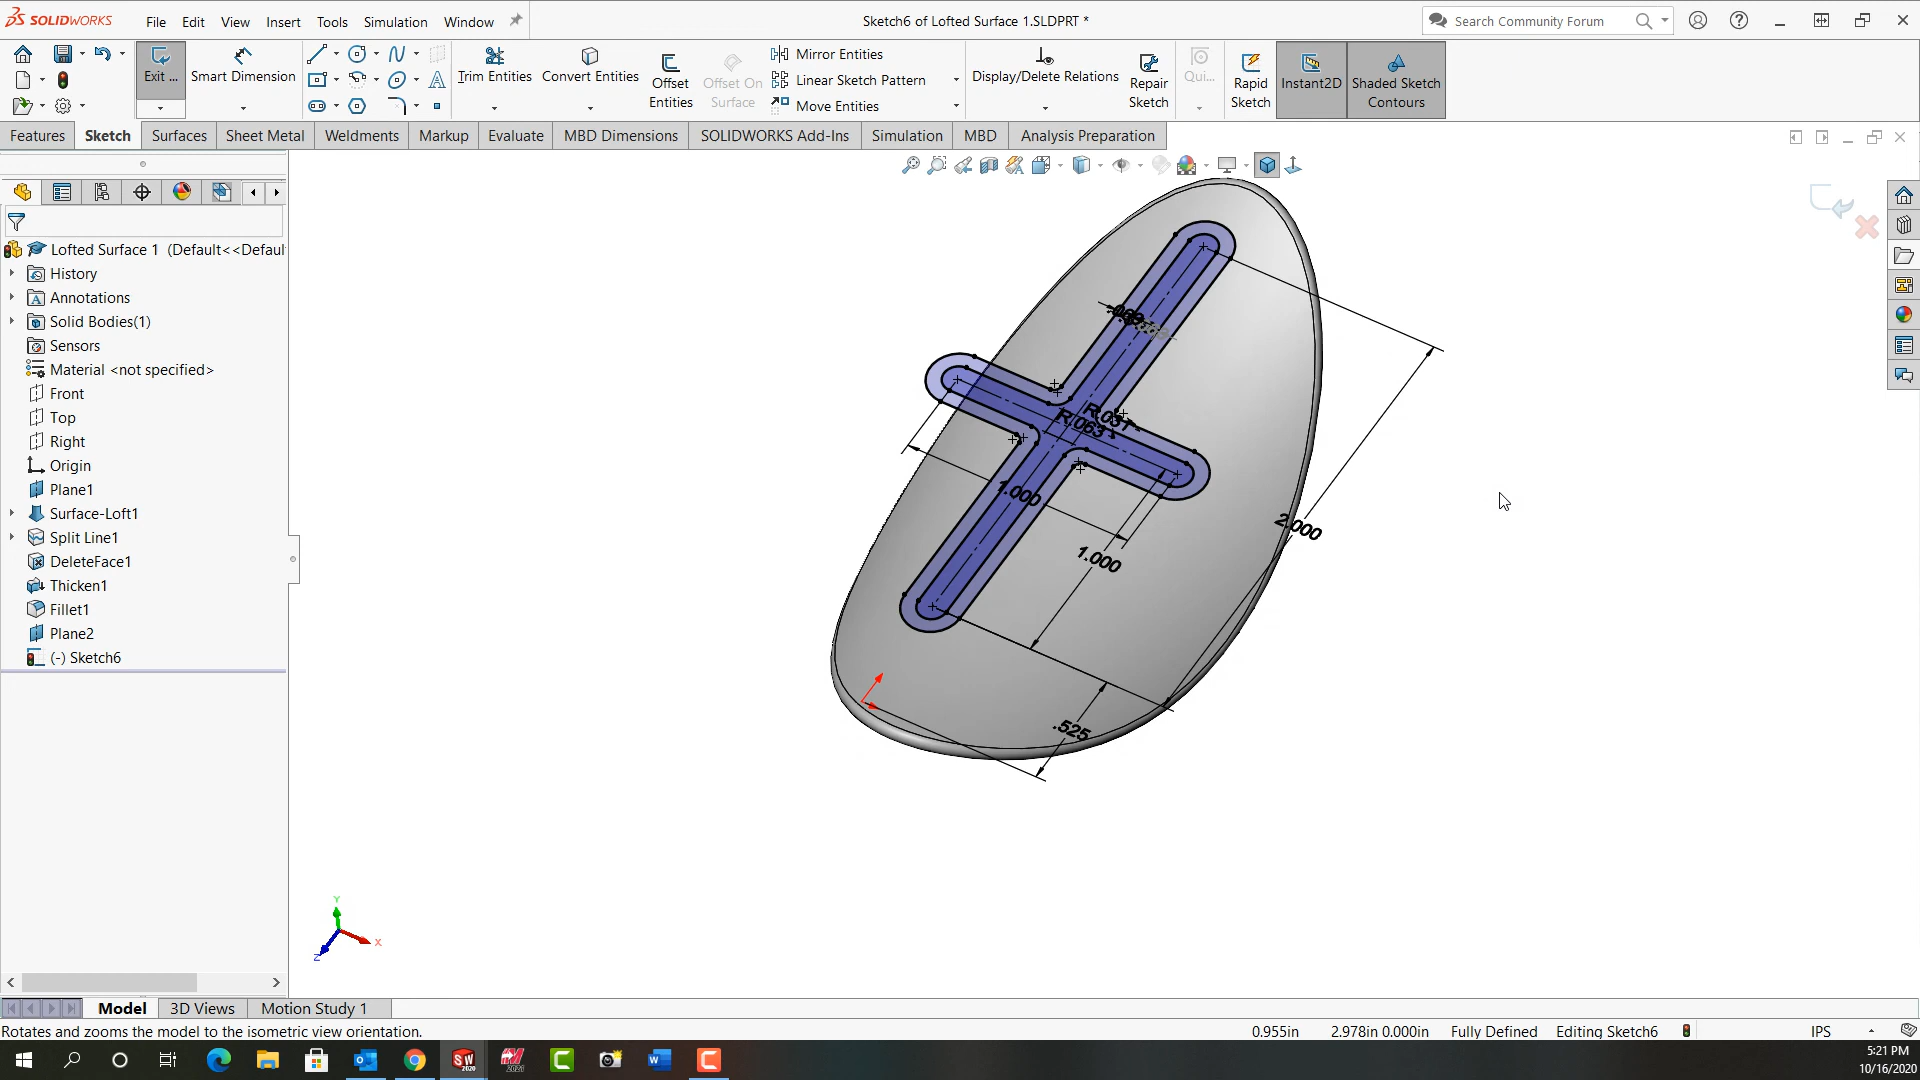 SOLIDWORKS
File Edit View Insert Tools Simulation Window
Sketch6 of Lofted Surface 1.SLDPRT *
Search Community Forum
Exit ...
Smart Dimension
Trim Entities
Convert Entities
Offset
Entities
Offset On
Surface
Mirror Entities
Linear Sketch Pattern
Move Entities
Display/Delete Relations
Repair
Sketch
Qui...
Rapid
Sketch
Instant2D
Shaded Sketch
Contours
Features Sketch Surfaces Sheet Metal Weldments Markup Evaluate MBD Dimensions SOLIDWORKS Add-Ins Simulation MBD Analysis Preparation
Lofted Surface 1 (Default<<Defaul
History
Annotations
Solid Bodies(1)
Sensors
Material <not specified>
Front
Top
Right
Origin
Plane1
Surface-Loft1
Split Line1
DeleteFace1
Thicken1
Fillet1
Plane2
(-) Sketch6
R.031
R.063
1.000
1.000
2.000
.525
Y
X
Z
Model 3D Views Motion Study 1
Rotates and zooms the model to the isometric view orientation.
0.955in 2.978in 0.000in Fully Defined Editing Sketch6 IPS
5:21 PM
10/16/2020